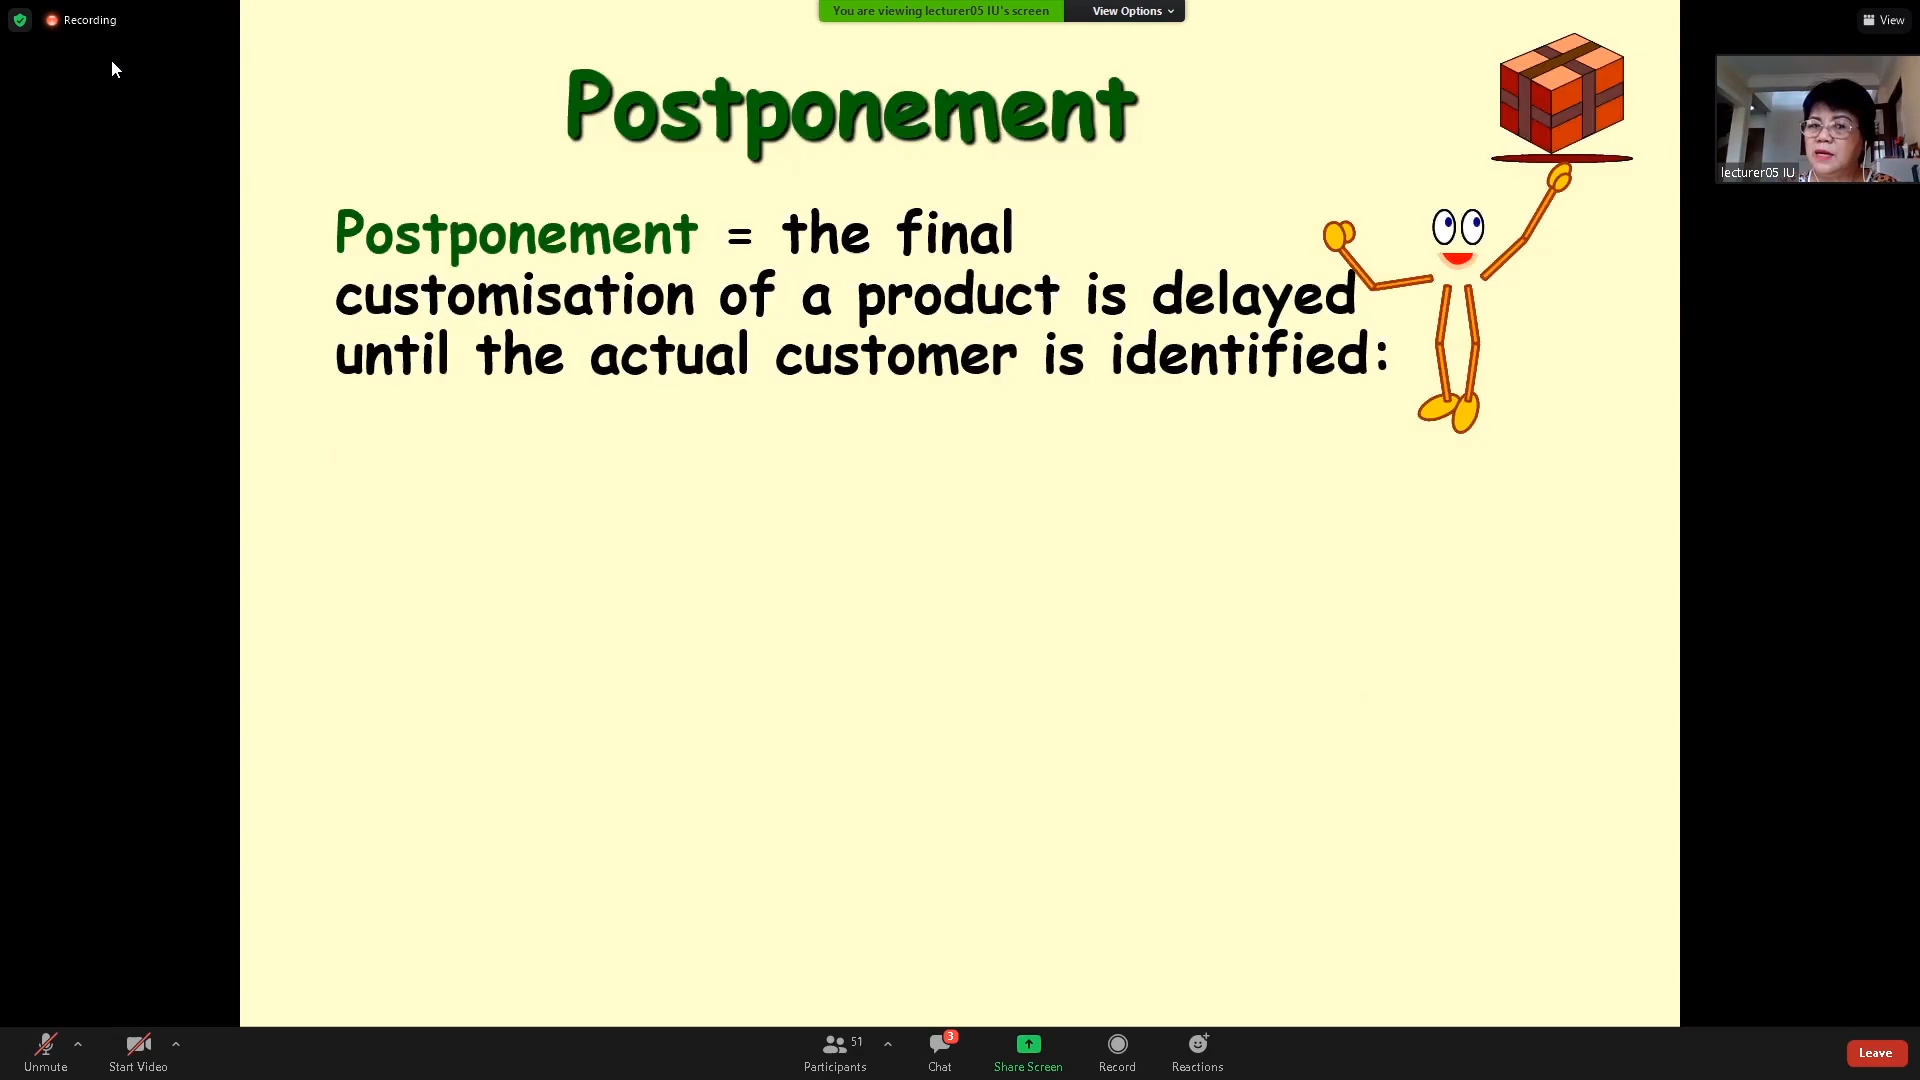 Recording
You are viewing lecturer05 IU's screen
View Options
View
Postponement
lecturer05 IU
Postponement = the final
customisation of a product is delayed
until the actual customer is identified:
51
3
Unmute
Start Video
Participants
Chat
Share Screen
Record
Reactions
Leave